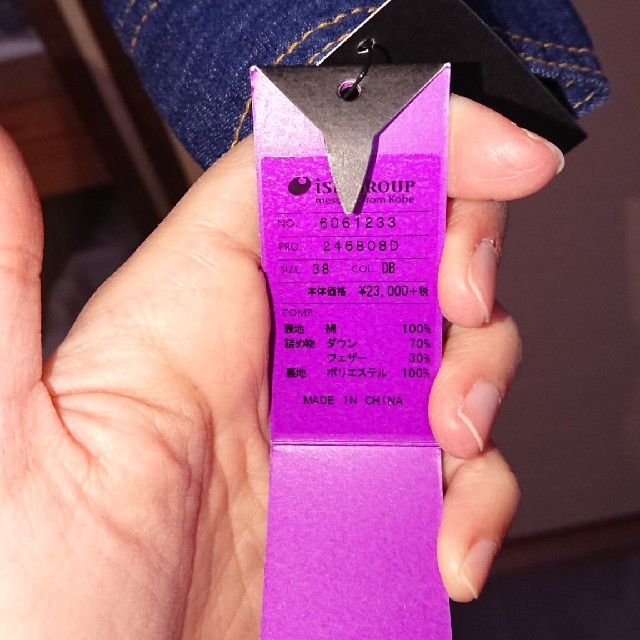 GROUP
from Kobe
NO. 6061233
PRO. 246808D
SIZE 38 COL. DB
本体価格 ¥23,000+税
COMP.
表地 綿 100%
詰め物 ダウン 70%
フェザー 30%
裏地 ポリエステル 100%
MADE IN CHINA